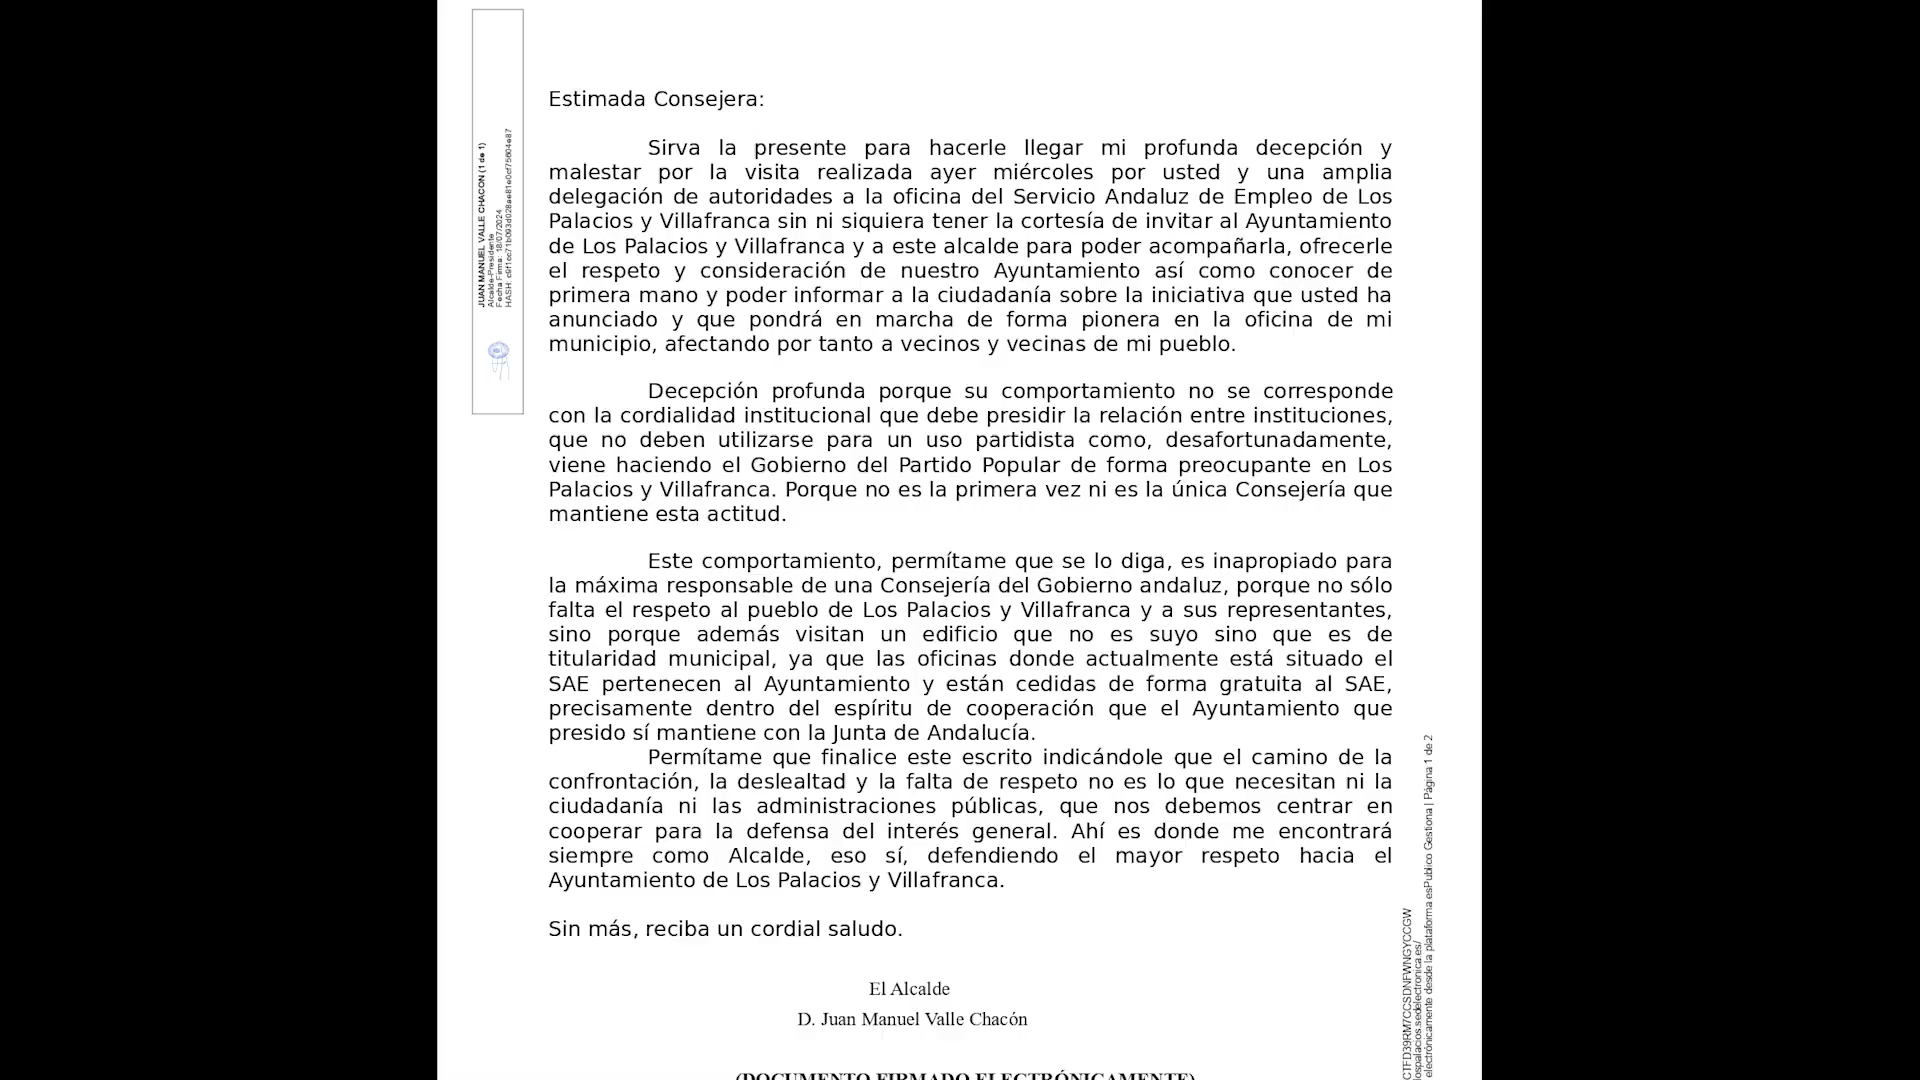 JUAN MANUEL VALLE CHACON (1 de 1)
Alcalde-Presidente
Fecha Firma: 18/07/2024
Estimada Consejera:
Sirva la presente para hacerle llegar mi profunda decepción y
malestar por la visita realizada ayer miércoles por usted y una amplia
delegación de autoridades a la oficina del Servicio Andaluz de Empleo de Los
Palacios y Villafranca sin ni siquiera tener la cortesía de invitar al Ayuntamiento
de Los Palacios y Villafranca y a este alcalde para poder acompañarla, ofrecerle
el respeto y consideración de nuestro Ayuntamiento así como conocer de
primera mano y poder informar a la ciudadanía sobre la iniciativa que usted ha
anunciado y que pondrá en marcha de forma pionera en la oficina de mi
municipio, afectando por tanto a vecinos y vecinas de mi pueblo.
Decepción profunda porque su comportamiento no se corresponde
con la cordialidad institucional que debe presidir la relación entre instituciones,
que no deben utilizarse para un uso partidista como, desafortunadamente,
viene haciendo el Gobierno del Partido Popular de forma preocupante en Los
Palacios y Villafranca. Porque no es la primera vez ni es la única Consejería que
mantiene esta actitud.
Este comportamiento, permítame que se lo diga, es inapropiado para
la máxima responsable de una Consejería del Gobierno andaluz, porque no sólo
falta el respeto al pueblo de Los Palacios y Villafranca y a sus representantes,
sino porque además visitan un edificio que no es suyo sino que es de
titularidad municipal, ya que las oficinas donde actualmente está situado el
SAE pertenecen al Ayuntamiento y están cedidas de forma gratuita al SAE,
precisamente dentro del espíritu de cooperación que el Ayuntamiento que
presido sí mantiene con la Junta de Andalucía.
Permítame que finalice este escrito indicándole que el camino de la
confrontación, la deslealtad y la falta de respeto no es lo que necesitan ni la
ciudadanía ni las administraciones públicas, que nos debemos centrar en
cooperar para la defensa del interés general. Ahí es donde me encontrará
siempre como Alcalde, eso sí, defendiendo el mayor respeto hacia el
Ayuntamiento de Los Palacios y Villafranca.
Sin más, reciba un cordial saludo.
El Alcalde
D. Juan Manuel Valle Chacón
(DOCUMENTO FIRMADO ELECTRÓNICAMENTE)
lospalacios.sedelectronica.es/
electrónicamente desde la plataforma esPublico Gestiona | Página 1 de 2